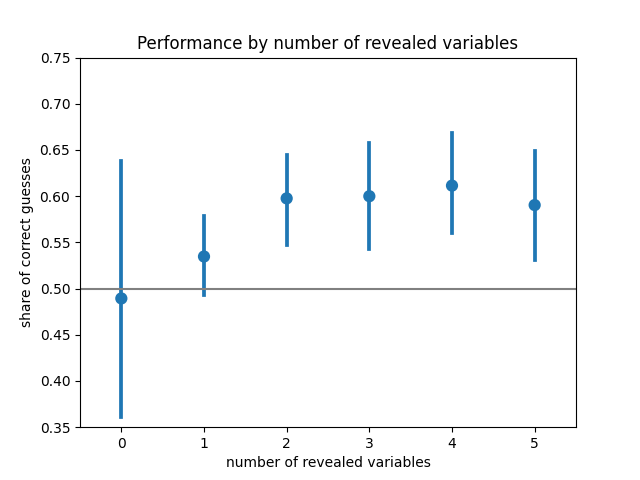 Performance by number of revealed variables
0.75
0.70
0.65
0.60
0.55
0.50
0.45
0.40
0.35
share of correct guesses
0 1 2 3 4 5
number of revealed variables